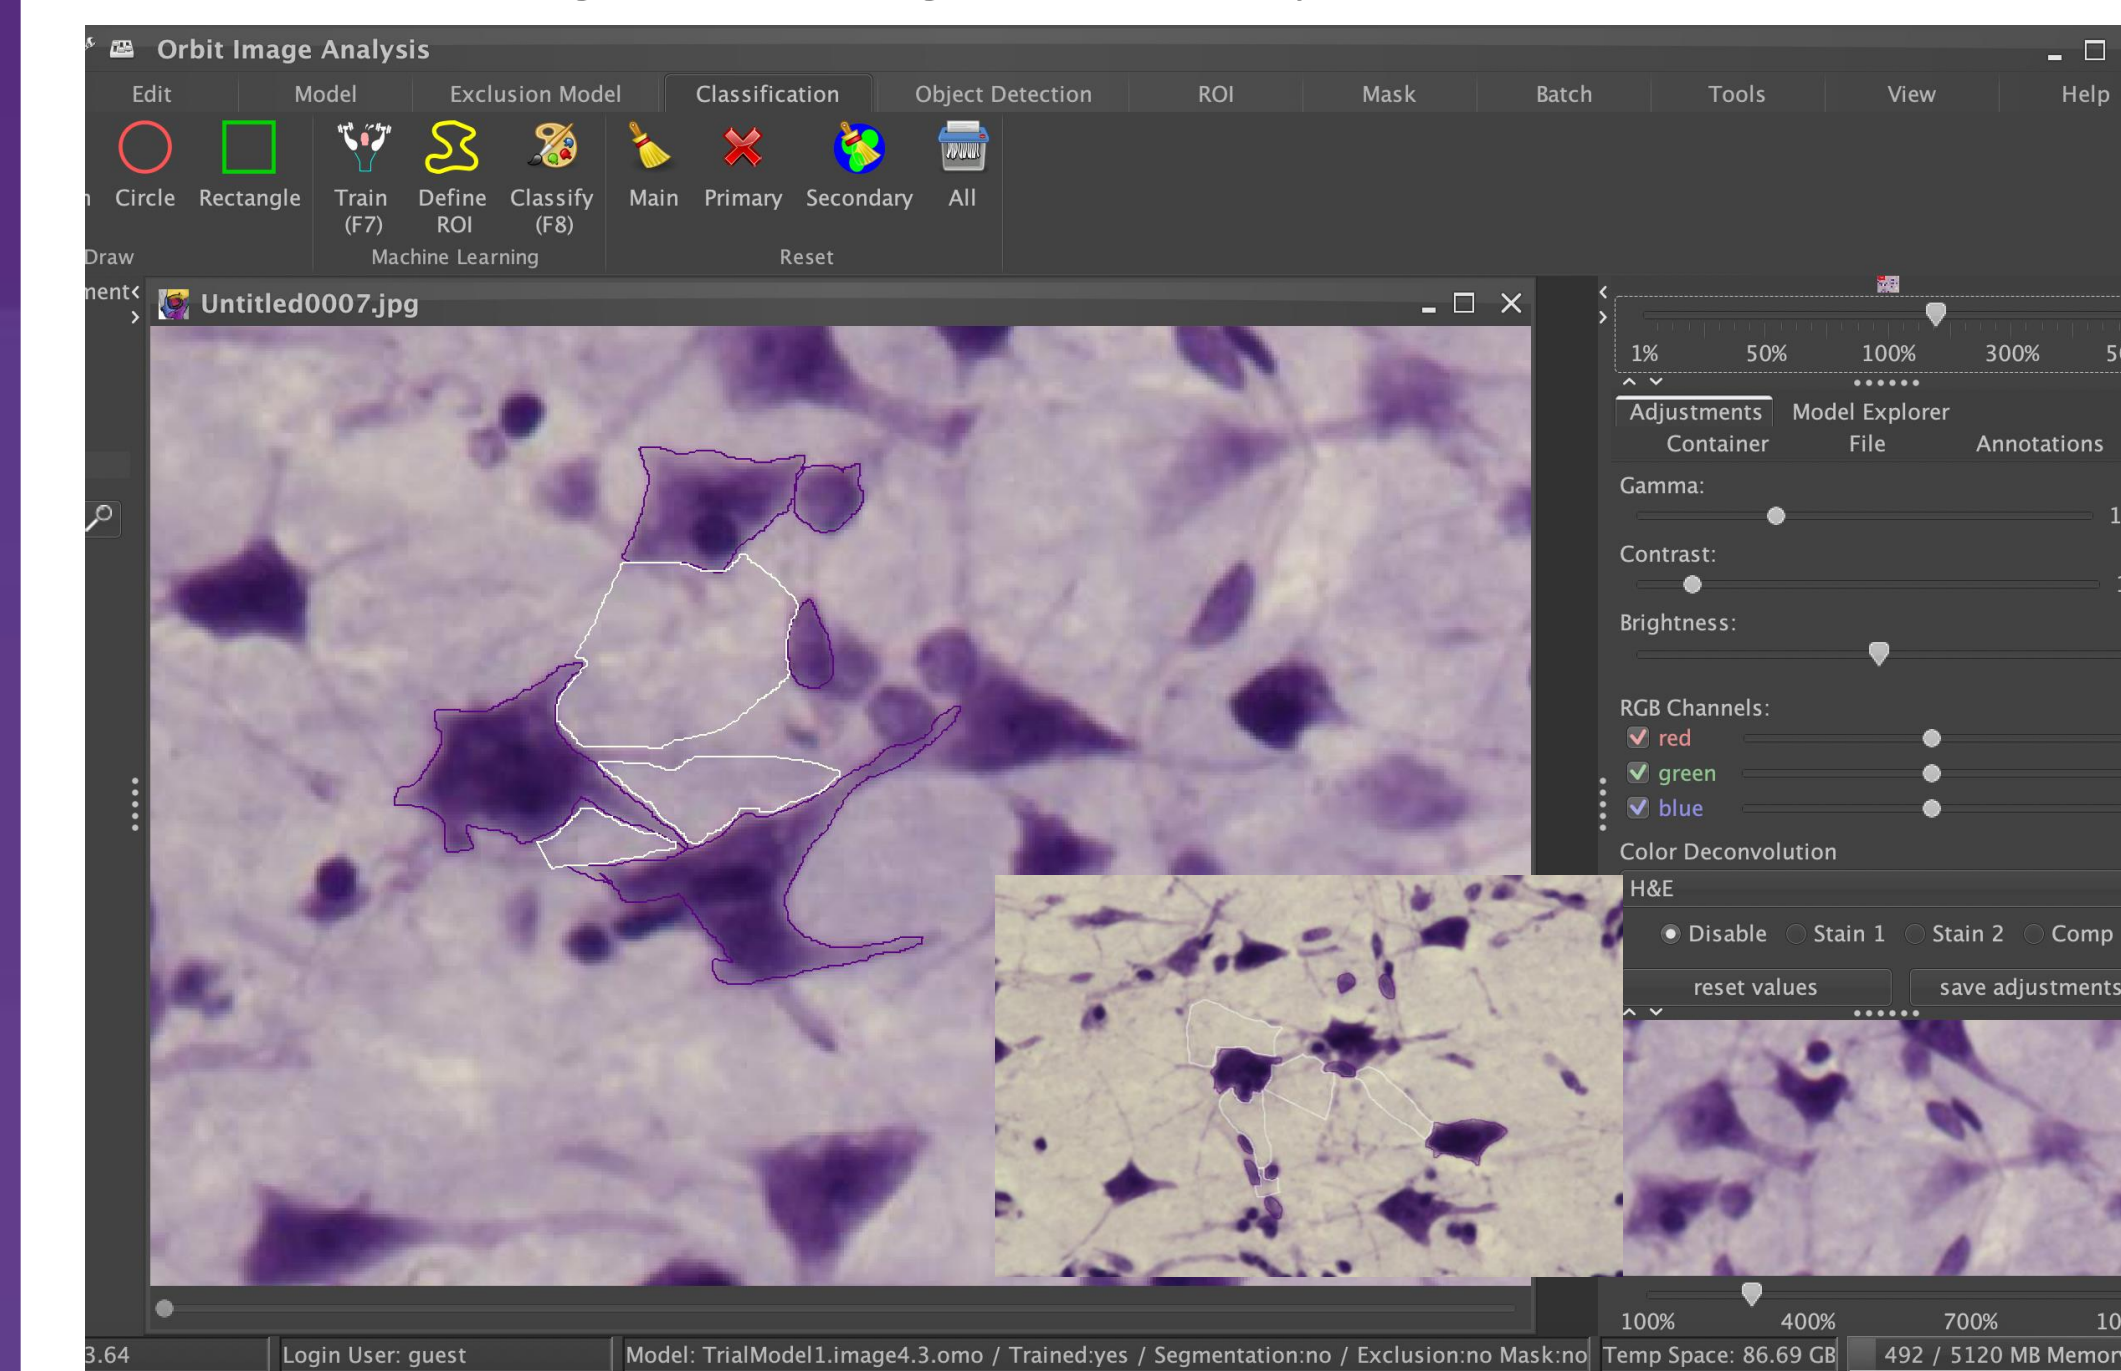 Orbit Image Analysis
Edit Model Exclusion Model Classification Object Detection ROI Mask Batch Tools View Help
Circle Rectangle Train (F7) Define ROI Classify (F8) Main Primary Secondary All
Draw Machine Learning Reset
Untitled0007.jpg
1% 50% 100% 300%
Adjustments Model Explorer
Container File Annotations
Gamma:
Contrast:
Brightness:
RGB Channels:
red
green
blue
Color Deconvolution
H&E
Disable Stain 1 Stain 2 Comp
reset values save adjustments
100% 400% 700%
3.64 Login User: guest Model: TrialModel1.image4.3.omo / Trained:yes / Segmentation:no / Exclusion:no Mask:no Temp Space: 86.69 GB 492 / 5120 MB Memor